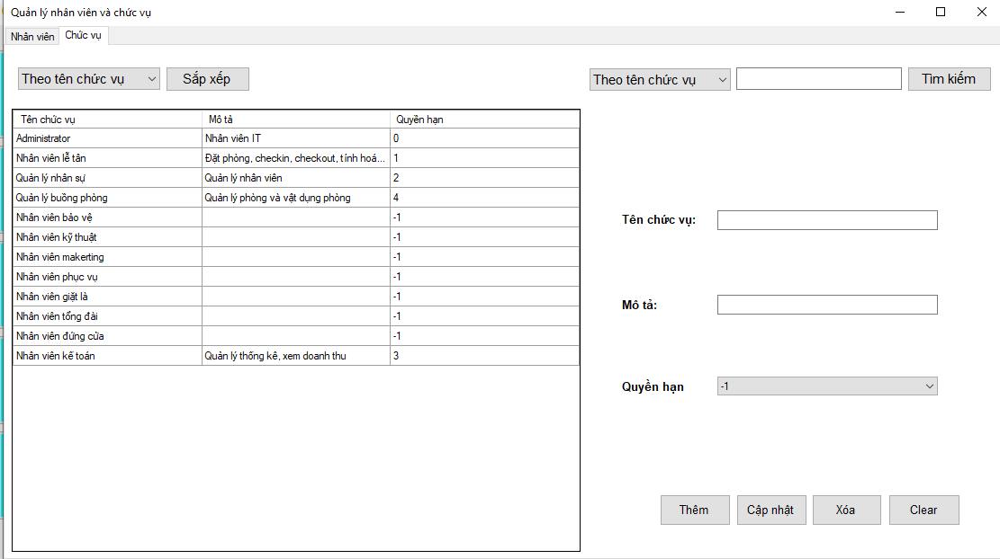 Quản lý nhân viên và chức vụ
Nhân viên Chức vụ
Theo tên chức vụ Sắp xếp Theo tên chức vụ Tìm kiếm
Tên chức vụ Mô tả Quyền hạn
Administrator Nhân viên IT 0
Nhân viên lễ tân Đặt phòng, checkin, checkout, tính hoá... 1
Quản lý nhân sự Quản lý nhân viên 2
Quản lý buồng phòng Quản lý phòng và vật dụng phòng 4
Nhân viên bảo vệ -1
Nhân viên kỹ thuật -1
Nhân viên makerting -1
Nhân viên phục vụ -1
Nhân viên giặt là -1
Nhân viên tổng đài -1
Nhân viên đứng cửa -1
Nhân viên kế toán Quản lý thống kê, xem doanh thu 3
Tên chức vụ:
Mô tả:
Quyền hạn -1
Thêm Cập nhật Xóa Clear